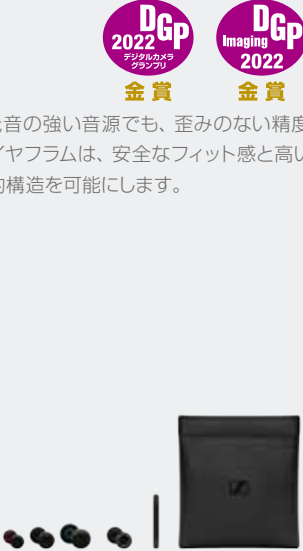 DGP
2022
デジタルカメラ
グランプリ
金賞
DGP
Imaging
2022
金賞
音の強い音源でも、歪みのない精度
イヤフラムは、安全なフィット感と高い
構造を可能にします。